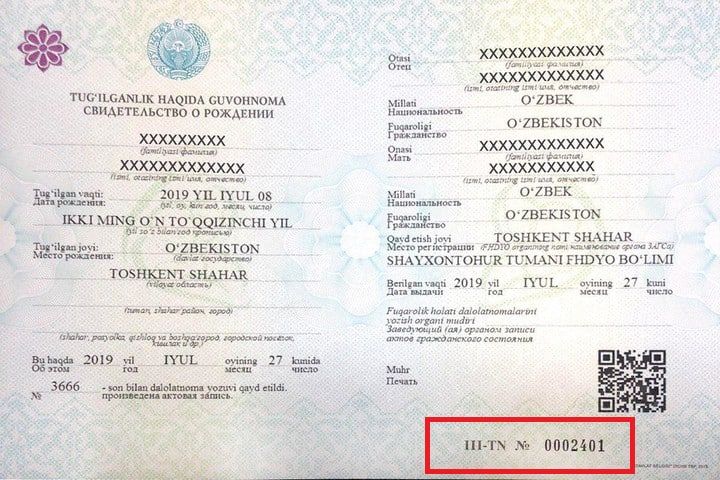 TUG‘ILGANLIK HAQIDA GUVOHNOMA
СВИДЕТЕЛЬСТВО О РОЖДЕНИИ
XXXXXXXXX
(familiyasi фамилия)
XXXXXXXXXXXXX
(ismi, otasining ismi имя, отчество)
Tug‘ilgan vaqti: 2019 YIL IYUL 08
Дата рождения: (yil, oy, kun год, месяц, число)
IKKI MING O`N TO`QQIZINCHI YIL
(yili so‘z bilan год прописью)
Tug‘ilgan joyi: O‘ZBEKISTON
Место рождения: (davlat государство)
TOSHKENT SHAHAR
(viloyat область)
(tuman, shahar район, город)
(shahar, posyolka, qishloq va boshqa город, городской поселок,
кишлак и др.)
Bu haqda 2019 yil IYUL oyining 27 kunida
Об этом год месяц число
№ 3666 - son bilan dalolatnoma yozuvi qayd etildi.
произведена актовая запись.
Otasi XXXXXXXXXXXXX
Отец (familiyasi фамилия)
XXXXXXXXXXXXX
(ismi, otasining ismi имя, отчество)
Millati O‘ZBEK
Национальность
Fuqaroligi O‘ZBEKISTON
Гражданство
Onasi XXXXXXXXXXXXX
Мать (familiyasi фамилия)
XXXXXXXXXXXXX
(ismi, otasining ismi имя, отчество)
Millati O‘ZBEK
Национальность
Fuqaroligi O‘ZBEKISTON
Гражданство
Qayd etish joyi TOSHKENT SHAHAR
Место регистрации (FHDYO organining nomi наименование органа ЗАГСа)
SHAYXONTOHUR TUMANI FHDYO BO‘LIMI
Berilgan vaqti 2019 yil IYUL oyining 27 kuni
Дата выдачи год месяц число
Fuqarolik holati dalolatnomalarini
yozish organi mudiri
Заведующий (ая) органом записи
актов гражданского состояния
Muhr
Печать
III-TN № 0002401